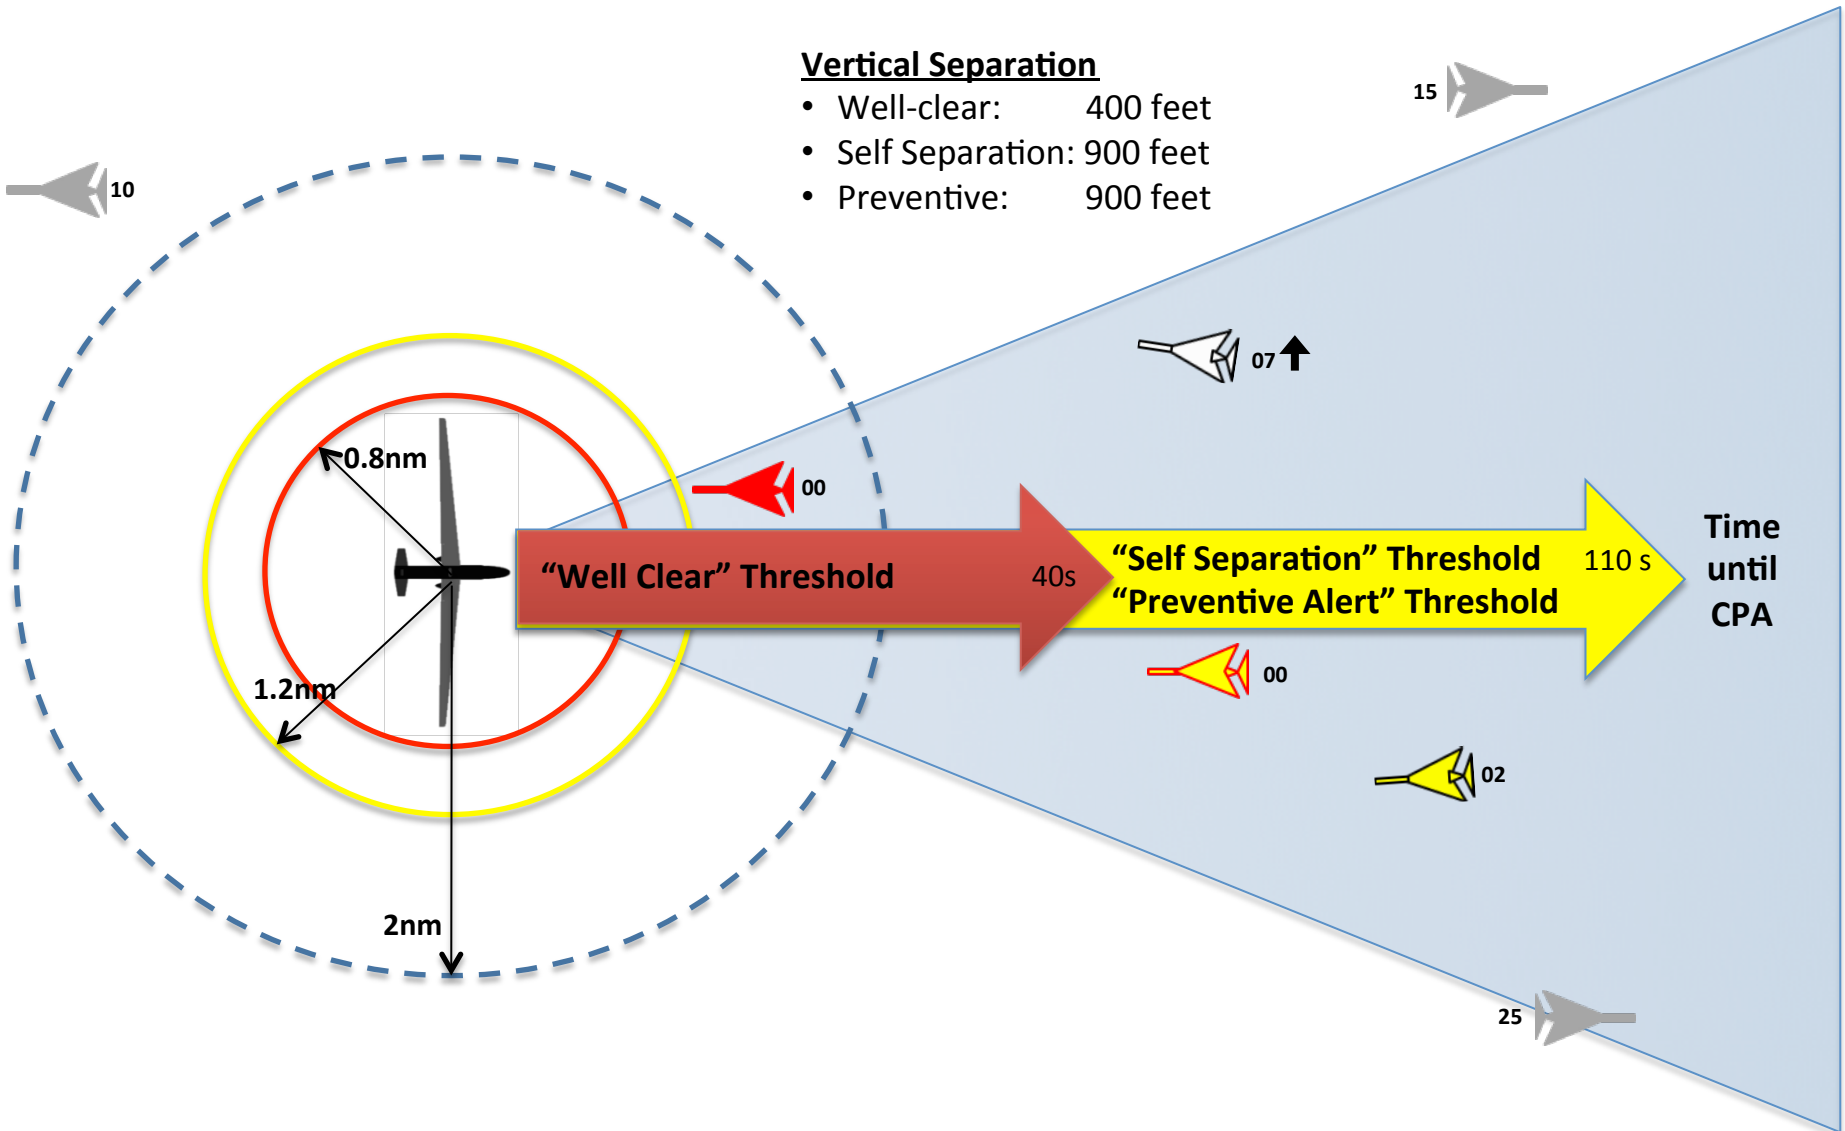 Vertical Separation
• Well-clear: 400 feet
• Self Separation: 900 feet
• Preventive: 900 feet
15
10
07
0.8nm
00
“Well Clear” Threshold
40s
“Self Separation” Threshold
“Preventive Alert” Threshold
110 s
Time
until
CPA
1.2nm
00
02
2nm
25